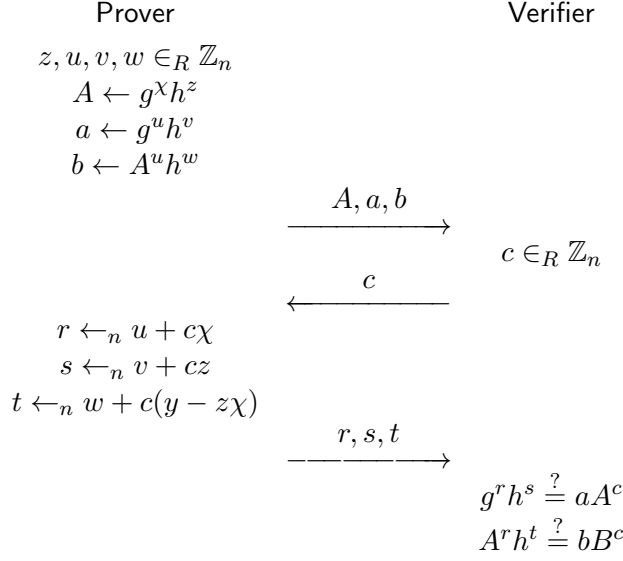 Prover Verifier
z, u, v, w ∈_R ℤ_n
A ← g^χ h^z
a ← g^u h^v
b ← A^u h^w
A, a, b
c ∈_R ℤ_n
c
r ←_n u + cχ
s ←_n v + cz
t ←_n w + c(y − zχ)
r, s, t
g^r h^s ≟ aA^c
A^r h^t ≟ bB^c